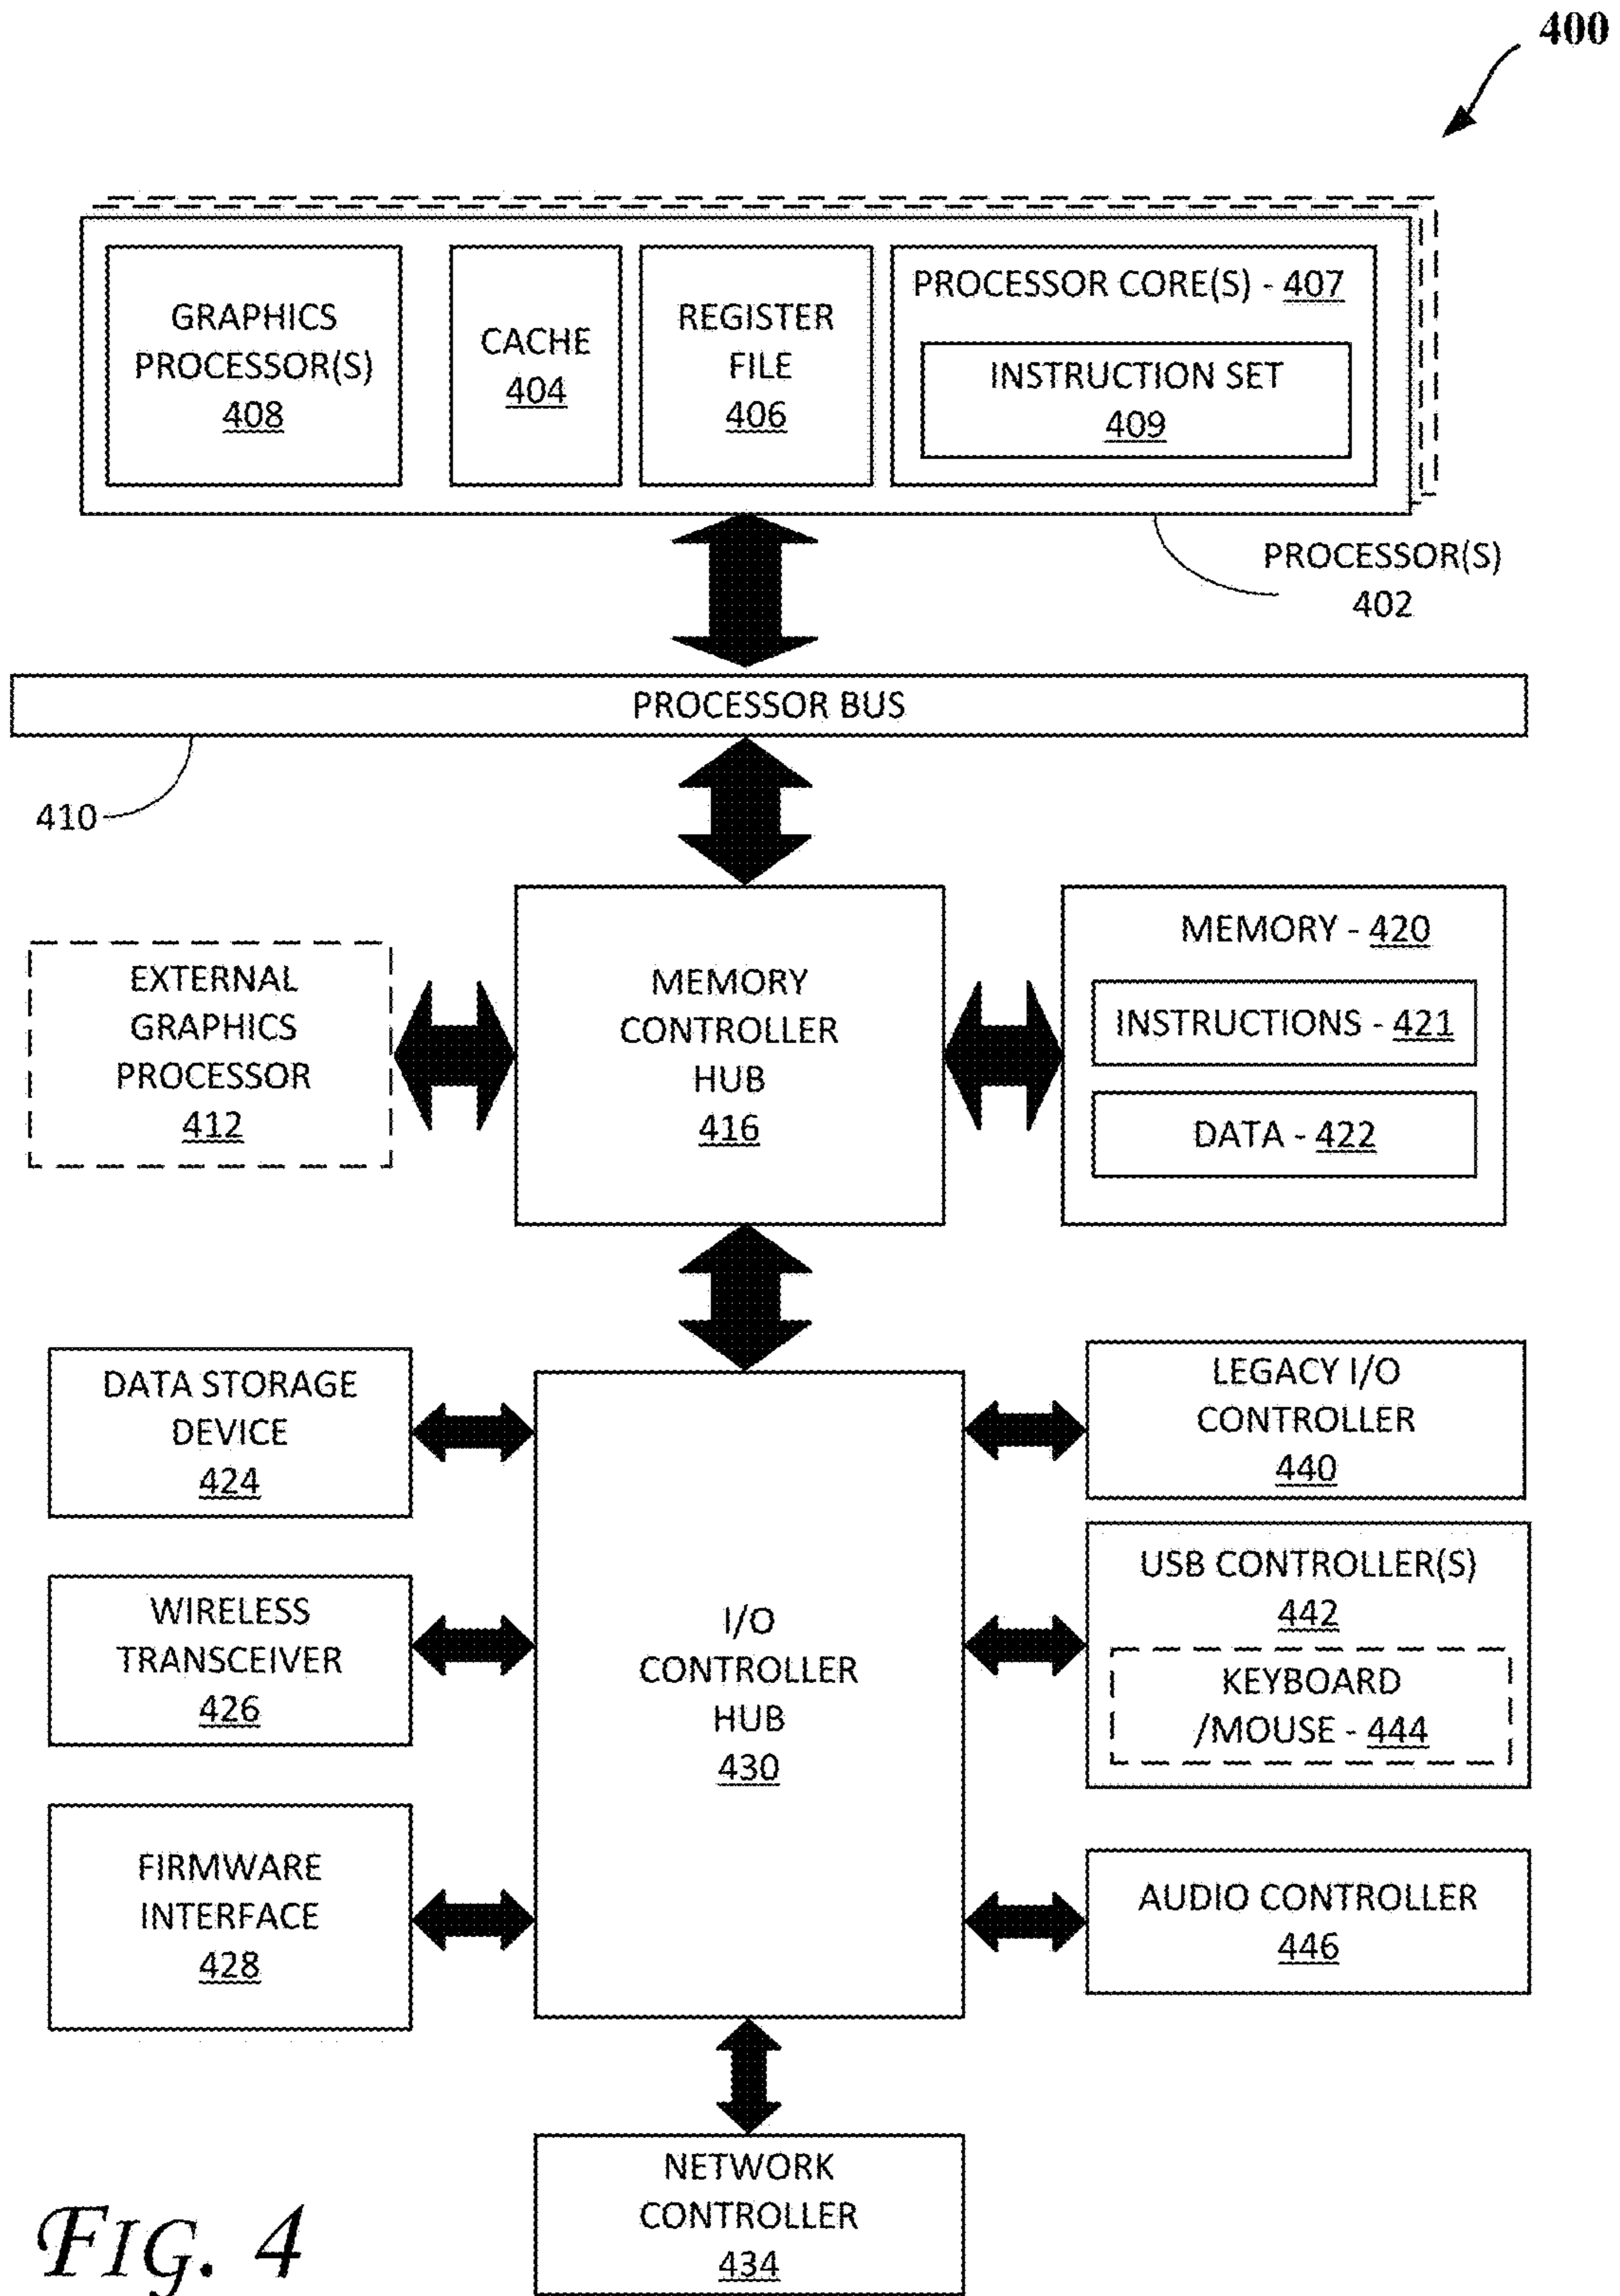 400
GRAPHICS
PROCESSOR(S)
408
CACHE
404
REGISTER
FILE
406
PROCESSOR CORE(S) - 407
INSTRUCTION SET
409
PROCESSOR(S)
402
PROCESSOR BUS
410
EXTERNAL
GRAPHICS
PROCESSOR
412
MEMORY
CONTROLLER
HUB
416
MEMORY - 420
INSTRUCTIONS - 421
DATA - 422
DATA STORAGE
DEVICE
424
WIRELESS
TRANSCEIVER
426
FIRMWARE
INTERFACE
428
I/O
CONTROLLER
HUB
430
LEGACY I/O
CONTROLLER
440
USB CONTROLLER(S)
442
KEYBOARD
/MOUSE - 444
AUDIO CONTROLLER
446
NETWORK
CONTROLLER
434
FIG. 4